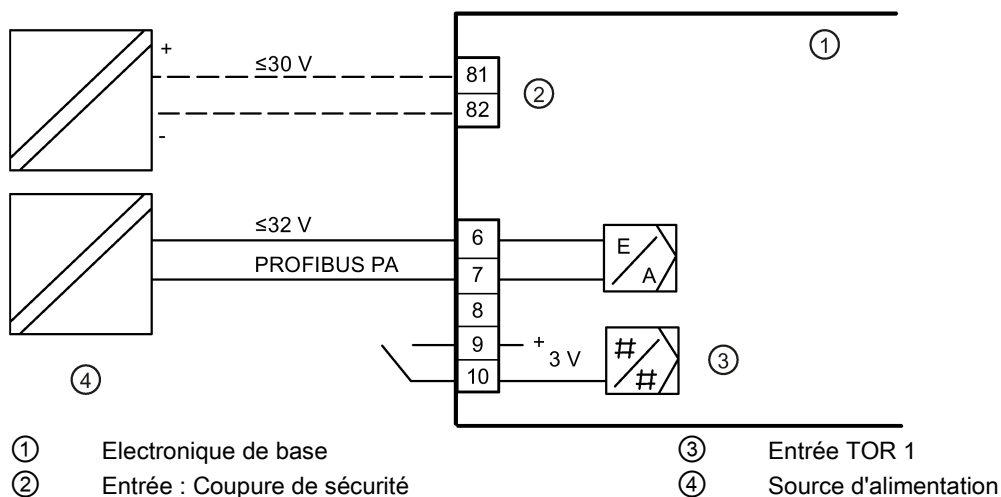 ①
+
≤30 V
81
②
82
-
≤32 V
6
E
PROFIBUS PA
7
A
8
9
+
3 V
#
#
③
10
④
① Electronique de base
③ Entrée TOR 1
② Entrée : Coupure de sécurité
④ Source d'alimentation